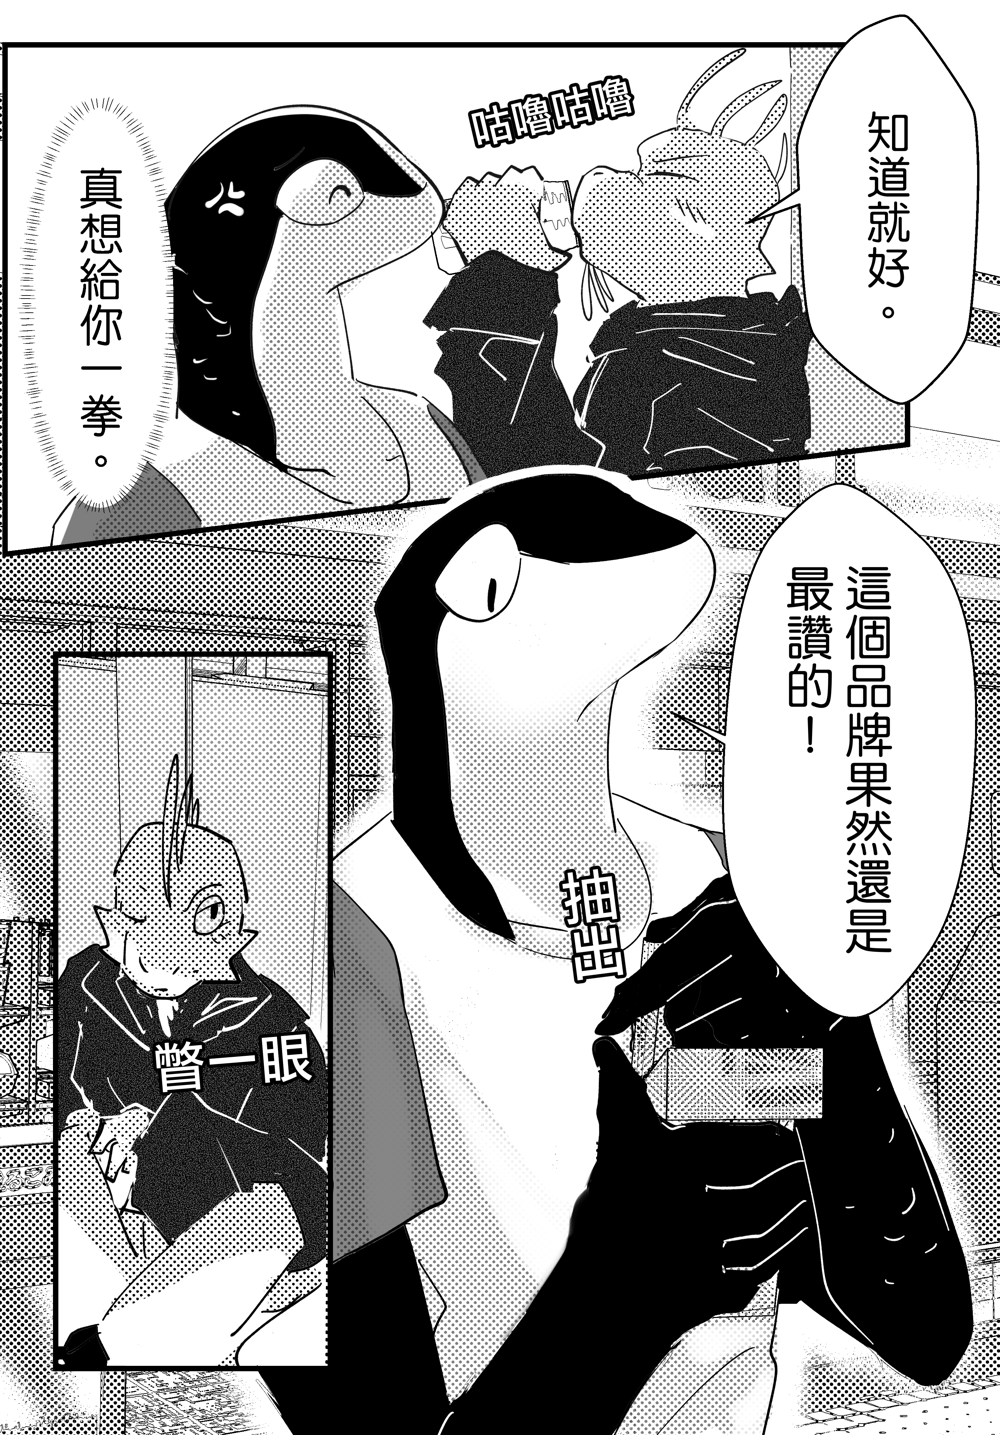 知道就好。
咕嚕咕嚕
真想給你一拳。
這個品牌果然還是
最讚的！
抽出
瞥一眼